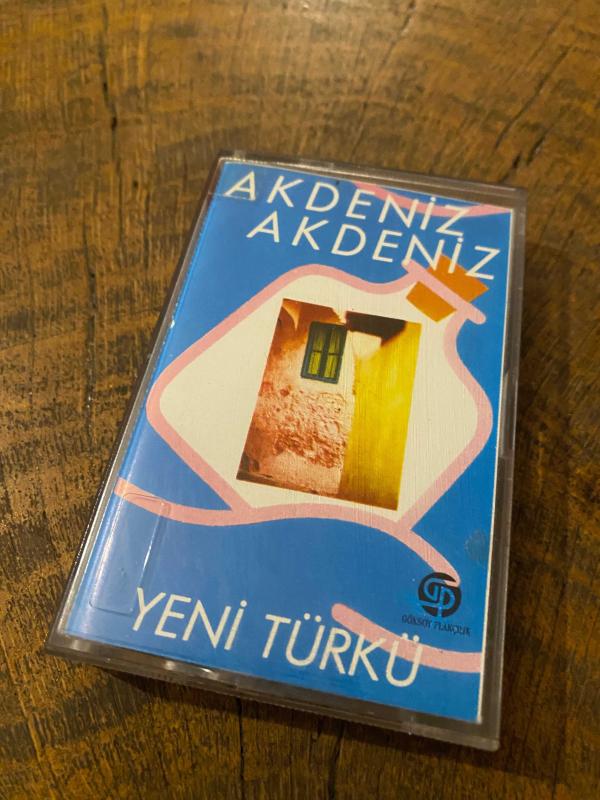 AKDENİZ
AKDENİZ
GÖKSOY PLAKÇILIK
YENİ TÜRKÜ